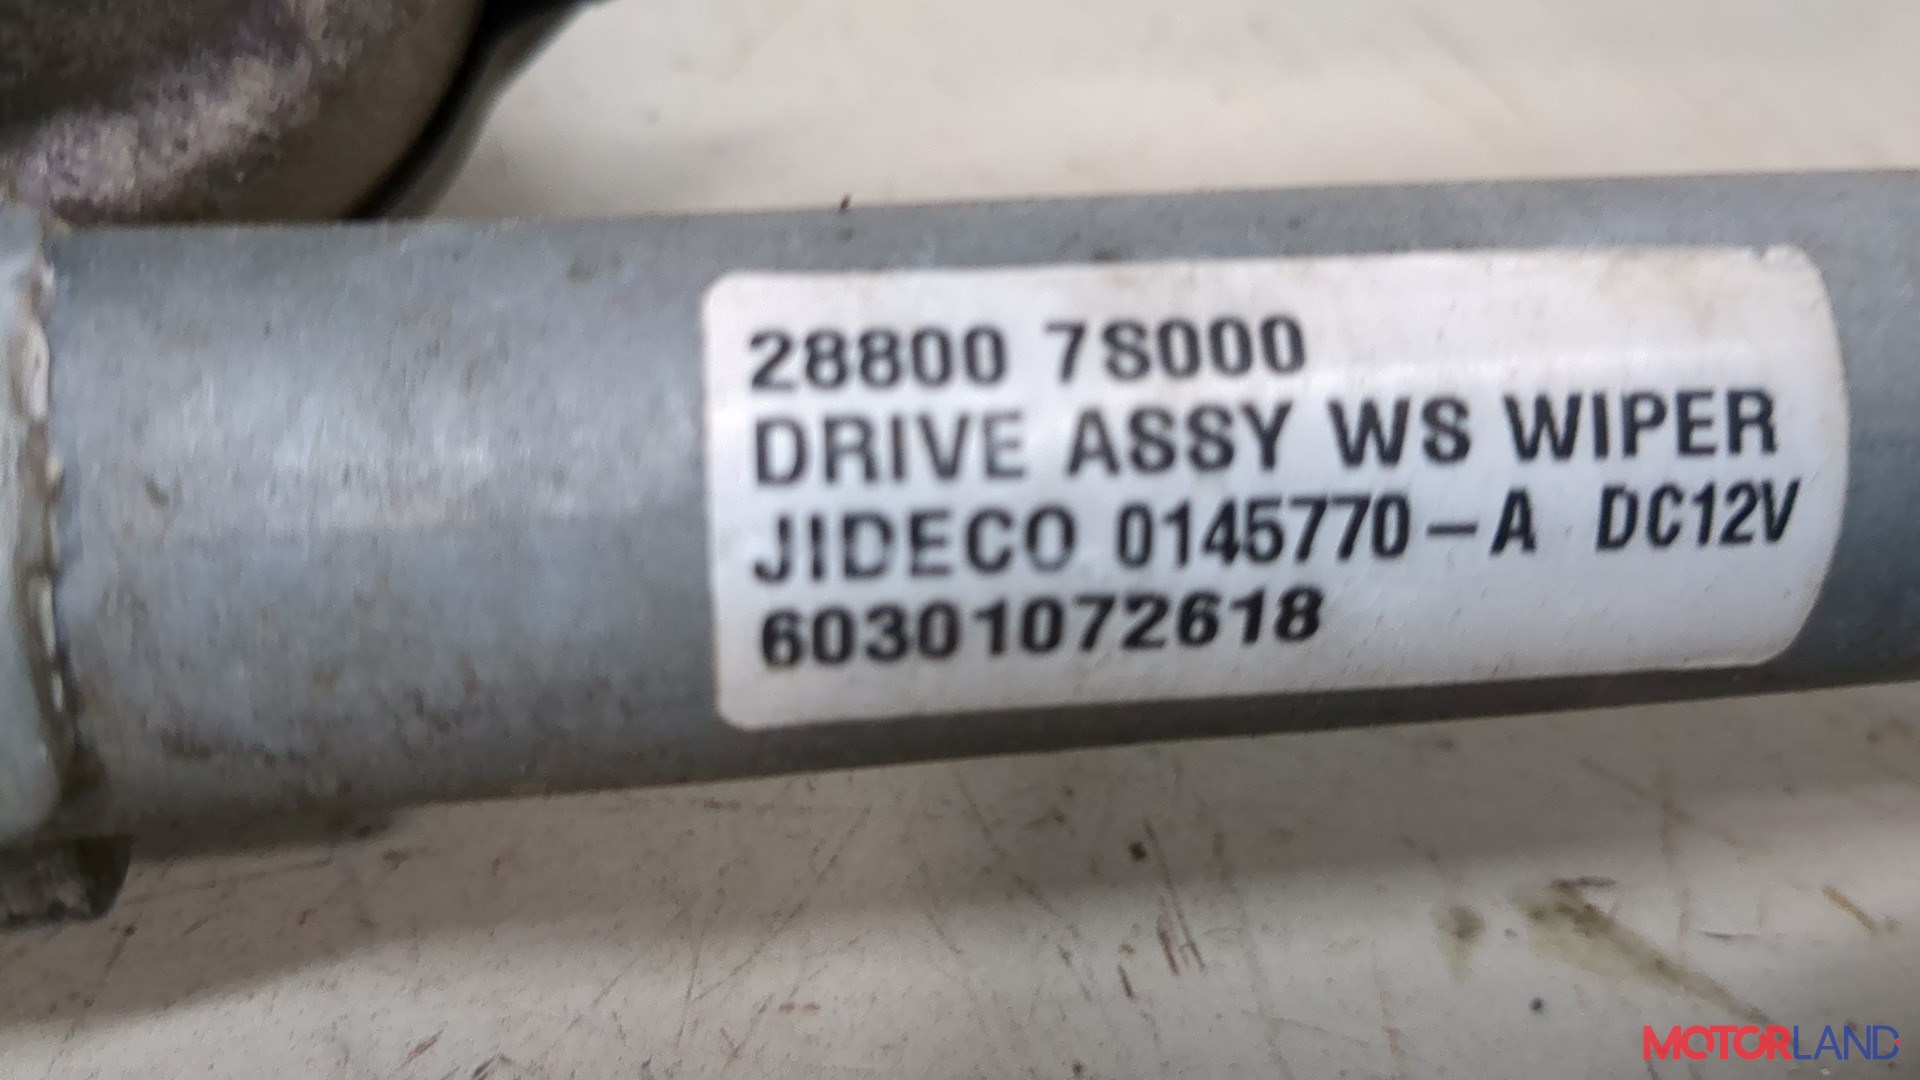 28800 7S000
DRIVE ASSY WS WIPER
JIDECO 0145770-A DC12V
60301072618
MOTORLAND